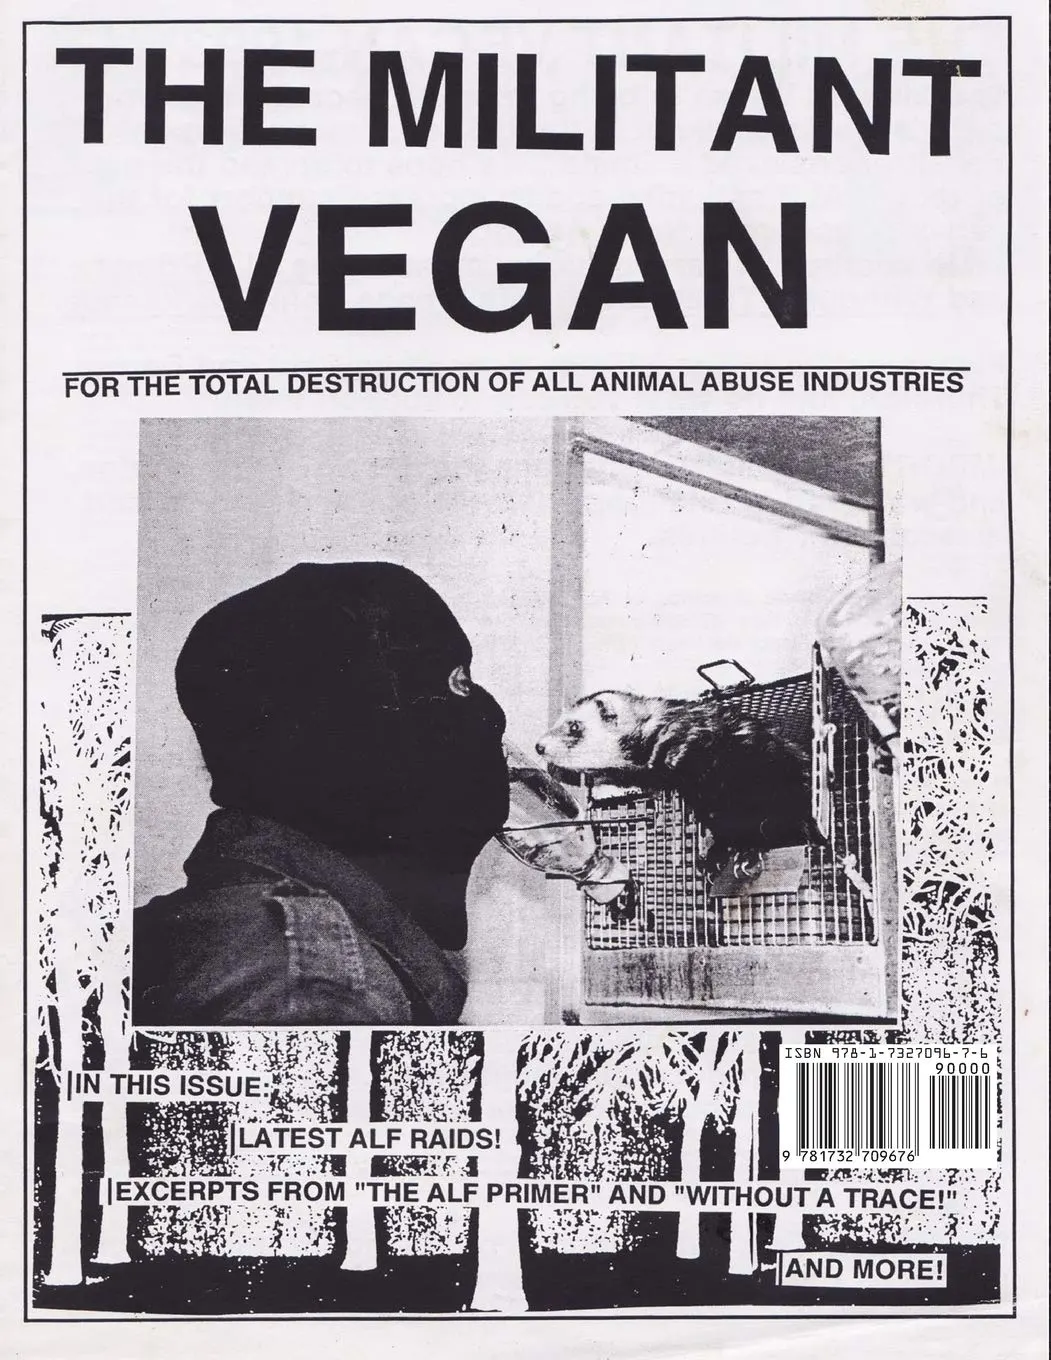 THE MILITANT
VEGAN
FOR THE TOTAL DESTRUCTION OF ALL ANIMAL ABUSE INDUSTRIES
IN THIS ISSUE:
LATEST ALF RAIDS!
EXCERPTS FROM "THE ALF PRIMER" AND "WITHOUT A TRACE!"
AND MORE!
ISBN 978-1-7327096-7-6
90000
9 781732 709676